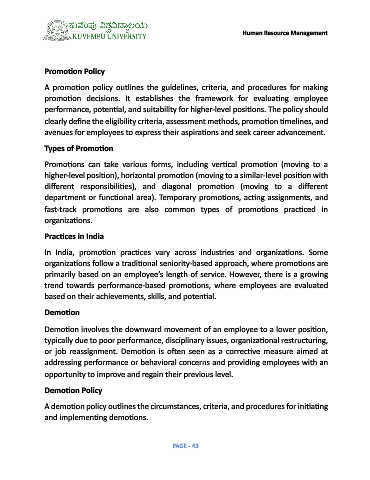 ಕುವೆಂಪು ವಿಶ್ವವಿದ್ಯಾಲಯ
KUVEMPU UNIVERSITY
Human Resource Management
Promotion Policy
A promotion policy outlines the guidelines, criteria, and procedures for making
promotion decisions. It establishes the framework for evaluating employee
performance, potential, and suitability for higher-level positions. The policy should
clearly define the eligibility criteria, assessment methods, promotion timelines, and
avenues for employees to express their aspirations and seek career advancement.
Types of Promotion
Promotions can take various forms, including vertical promotion (moving to a
higher-level position), horizontal promotion (moving to a similar-level position with
different responsibilities), and diagonal promotion (moving to a different
department or functional area). Temporary promotions, acting assignments, and
fast-track promotions are also common types of promotions practiced in
organizations.
Practices in India
In India, promotion practices vary across industries and organizations. Some
organizations follow a traditional seniority-based approach, where promotions are
primarily based on an employee's length of service. However, there is a growing
trend towards performance-based promotions, where employees are evaluated
based on their achievements, skills, and potential.
Demotion
Demotion involves the downward movement of an employee to a lower position,
typically due to poor performance, disciplinary issues, organizational restructuring,
or job reassignment. Demotion is often seen as a corrective measure aimed at
addressing performance or behavioral concerns and providing employees with an
opportunity to improve and regain their previous level.
Demotion Policy
A demotion policy outlines the circumstances, criteria, and procedures for initiating
and implementing demotions.
PAGE - 43